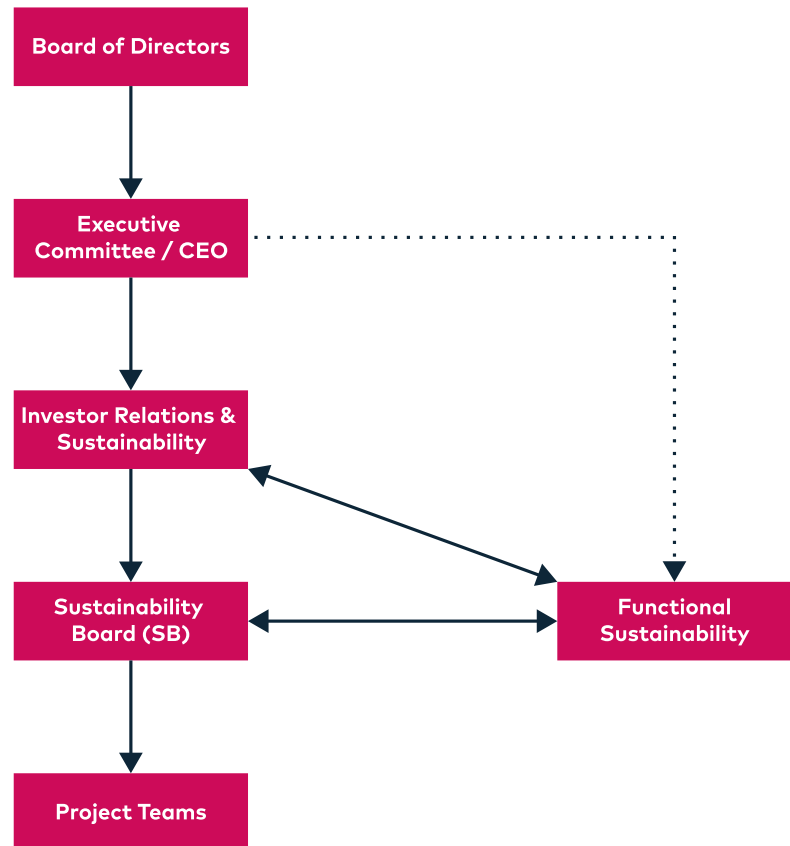 Board of Directors
Executive
Committee / CEO
Investor Relations &
Sustainability
Sustainability
Board (SB)
Functional
Sustainability
Project Teams